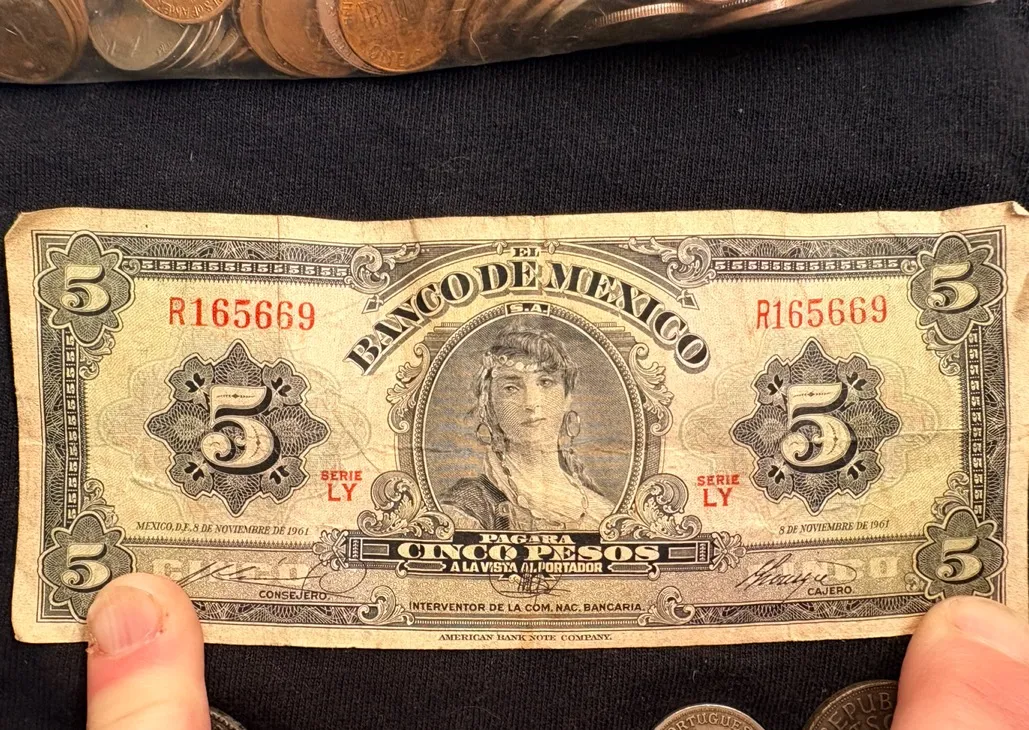 5
5
EL
BANCO DE MEXICO
S.A.
R165669
R165669
5
5
SERIE
LY
SERIE
LY
MEXICO, D.F., 8 DE NOVIEMBRE DE 1961
8 DE NOVIEMBRE DE 1961
PAGARA
CINCO PESOS
A LA VISTA AL PORTADOR
5
5
CINCO
CINCO
CONSEJERO.
CAJERO.
INTERVENTOR DE LA COM. NAC. BANCARIA.
AMERICAN BANK NOTE COMPANY.